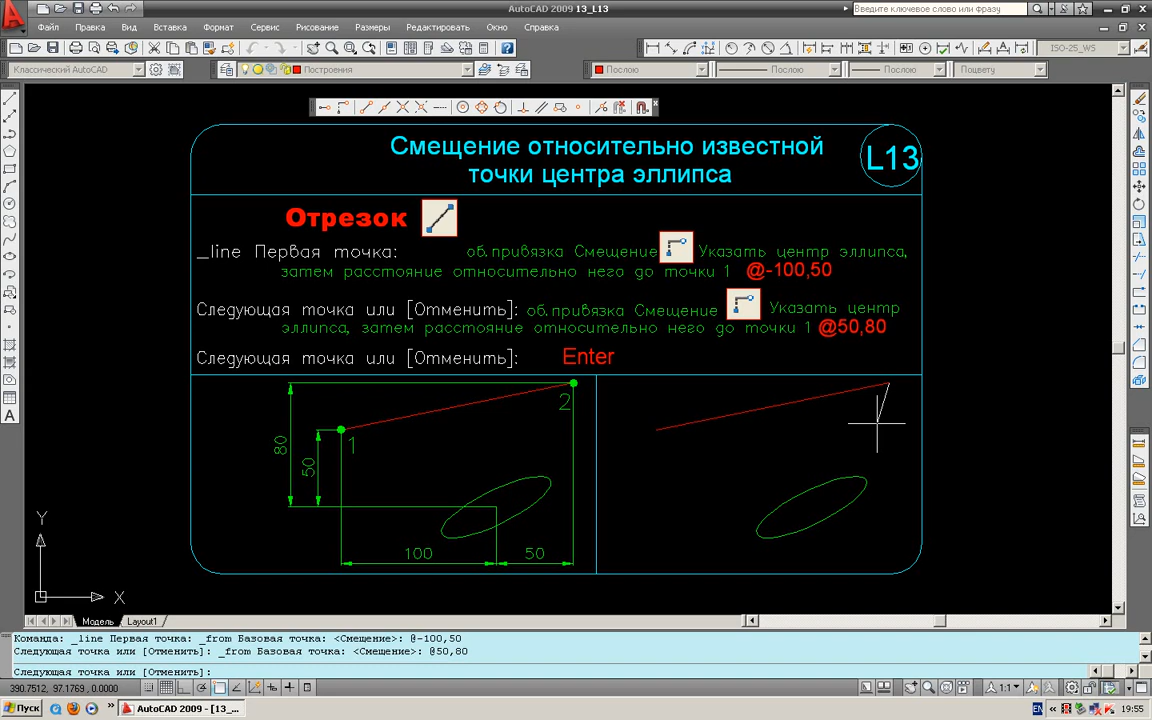 AutoCAD 2009 13_L13
Введите ключевое слово или фразу
Файл Правка Вид Вставка Формат Сервис Рисование Размеры Редактировать Окно Справка
ISO-25_WS
Классический AutoCAD
Построения
Послою
Послою
Послою
Поцвету
Смещение относительно известной
точки центра эллипса
L13
Отрезок
_line Первая точка: об.привязка Смещение Указать центр эллипса,
затем расстояние относительно него до точки 1 @-100,50
Следующая точка или [Отменить]: об.привязка Смещение Указать центр
эллипса, затем расстояние относительно него до точки 1 @50,80
Следующая точка или [Отменить]: Enter
2
1
80
50
100
50
Y
X
A
Модель Layout1
Команда: _line Первая точка: _from Базовая точка: <Смещение>: @-100,50
Следующая точка или [Отменить]: _from Базовая точка: <Смещение>: @50,80
Следующая точка или [Отменить]:
390.7512, 97.1769, 0.0000
1:1
Пуск
AutoCAD 2009 - [13_...
EN
19:55